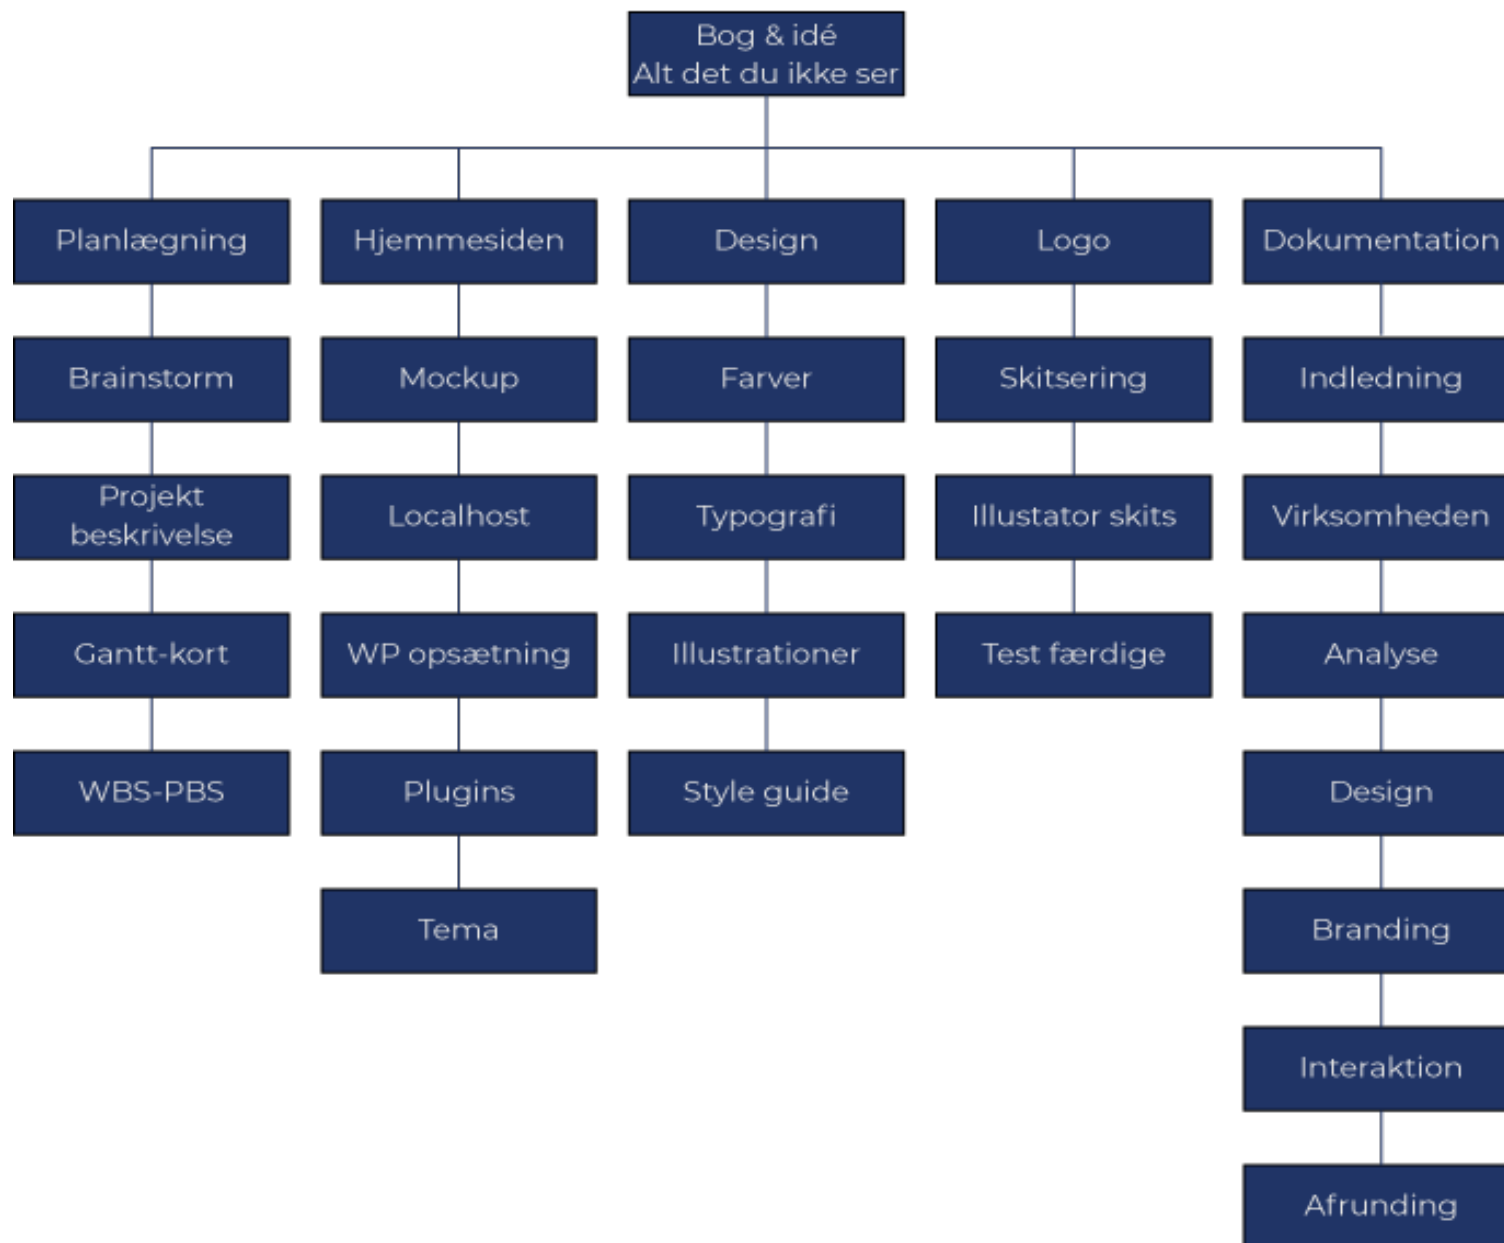 Bog & idé
Alt det du ikke ser
Planlægning
Hjemmesiden
Design
Logo
Dokumentation
Brainstorm
Mockup
Farver
Skitsering
Indledning
Projekt
beskrivelse
Localhost
Typografi
Illustator skits
Virksomheden
Gantt-kort
WP opsætning
Illustrationer
Test færdige
Analyse
WBS-PBS
Plugins
Style guide
Design
Tema
Branding
Interaktion
Afrunding